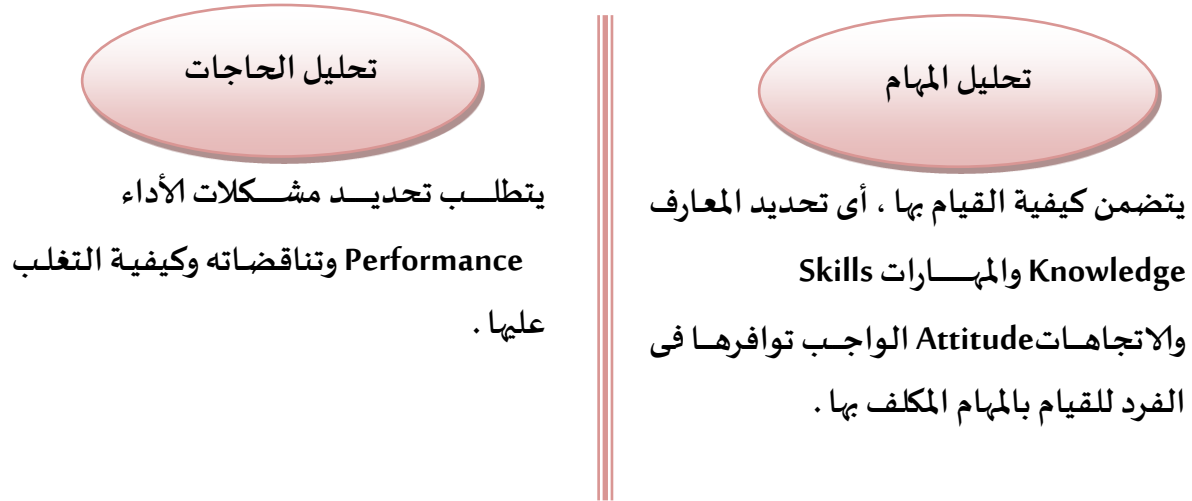 تحليل المهام
يتضمن كيفية القيام بها ، أى تحديد المعارف
Knowledge والمهارات Skills
والاتجاهاتAttitude الواجب توافرها فى
الفرد للقيام بالمهام المكلف بها .
تحليل الحاجات
يتطلب تحديد مشكلات الأداء
Performance وتناقضاته وكيفية التغلب
عليها .